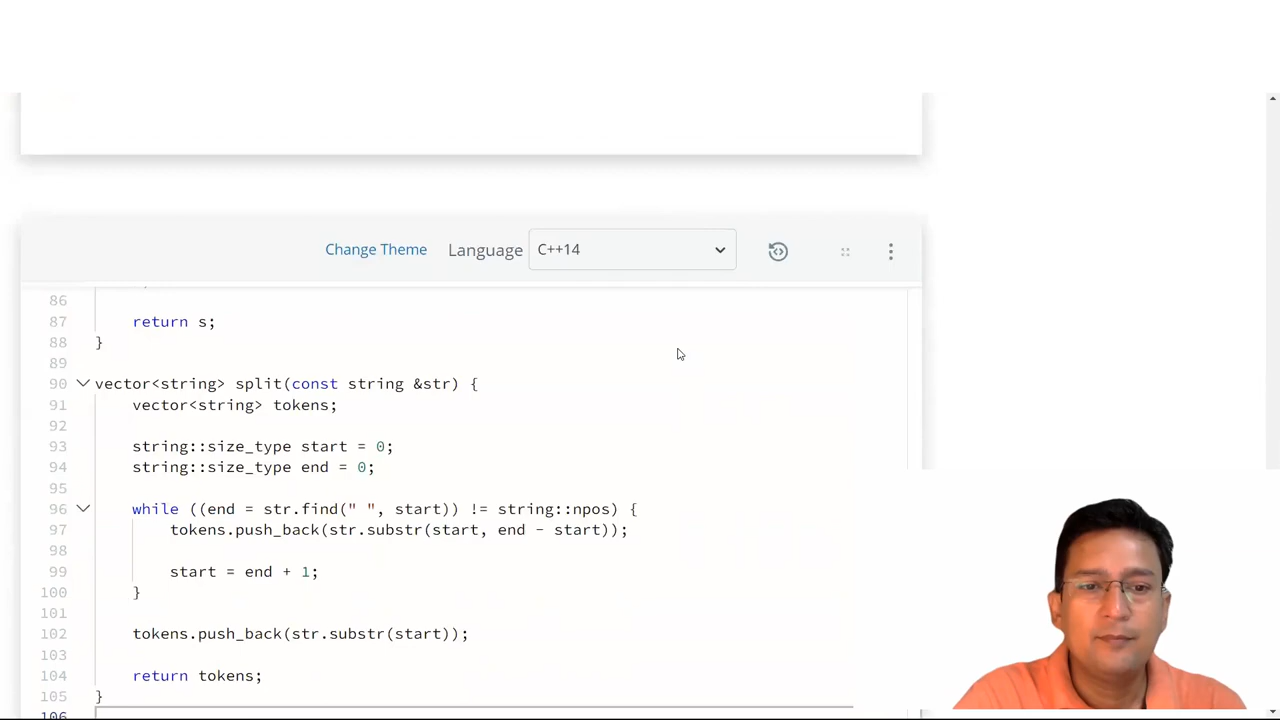 Change Theme Language C++14
86
87 return s;
88 }
89
90 vector<string> split(const string &str) {
91 vector<string> tokens;
92
93 string::size_type start = 0;
94 string::size_type end = 0;
95
96 while ((end = str.find(" ", start)) != string::npos) {
97 tokens.push_back(str.substr(start, end - start));
98
99 start = end + 1;
100 }
101
102 tokens.push_back(str.substr(start));
103
104 return tokens;
105 }
106